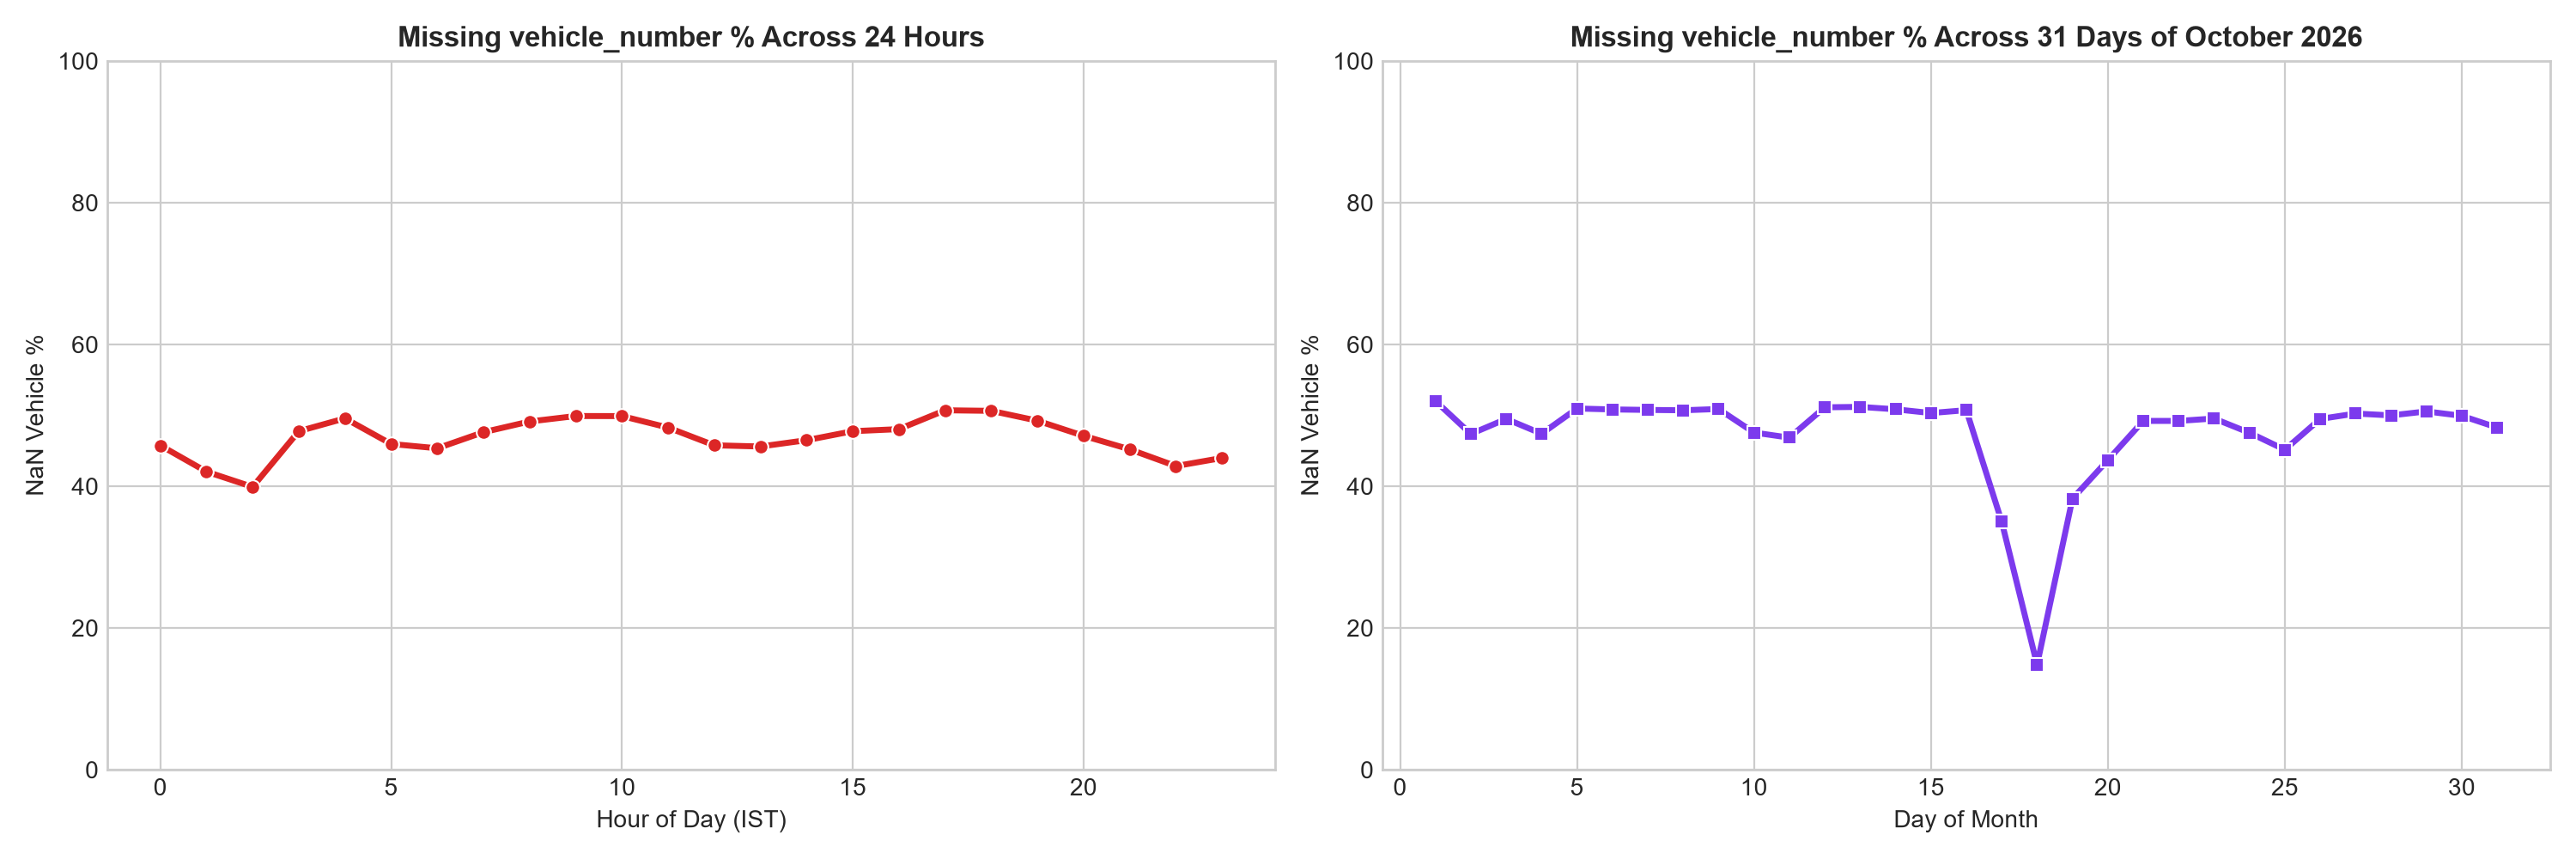 Missing vehicle_number % Across 24 Hours
100
80
60
40
20
0
NaN Vehicle %
0 5 10 15 20
Hour of Day (IST)
Missing vehicle_number % Across 31 Days of October 2026
100
80
60
40
20
0
NaN Vehicle %
0 5 10 15 20 25 30
Day of Month